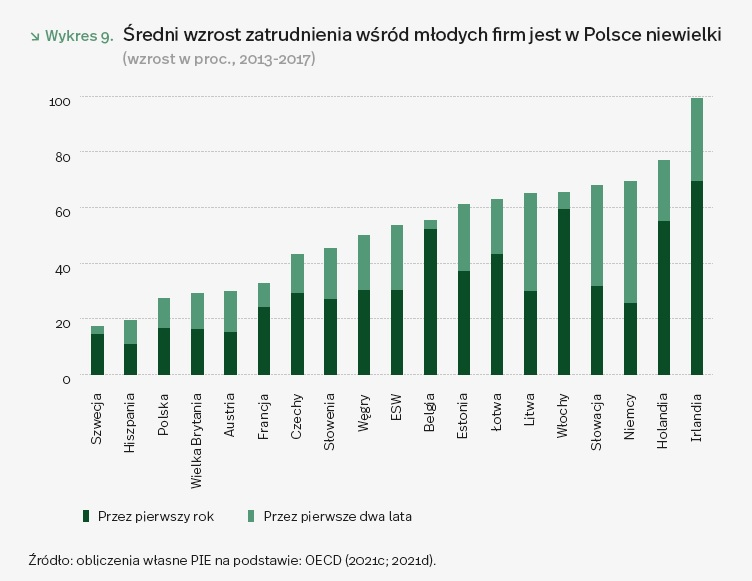 ↘ Wykres 9. Średni wzrost zatrudnienia wśród młodych firm jest w Polsce niewielki
(wzrost w proc., 2013-2017)
100
80
60
40
20
0
Szwecja
Hiszpania
Polska
Wielka Brytania
Austria
Francja
Czechy
Słowenia
Węgry
ESW
Belgia
Estonia
Łotwa
Litwa
Włochy
Słowacja
Niemcy
Holandia
Irlandia
Przez pierwszy rok
Przez pierwsze dwa lata
Źródło: obliczenia własne PIE na podstawie: OECD (2021c; 2021d).